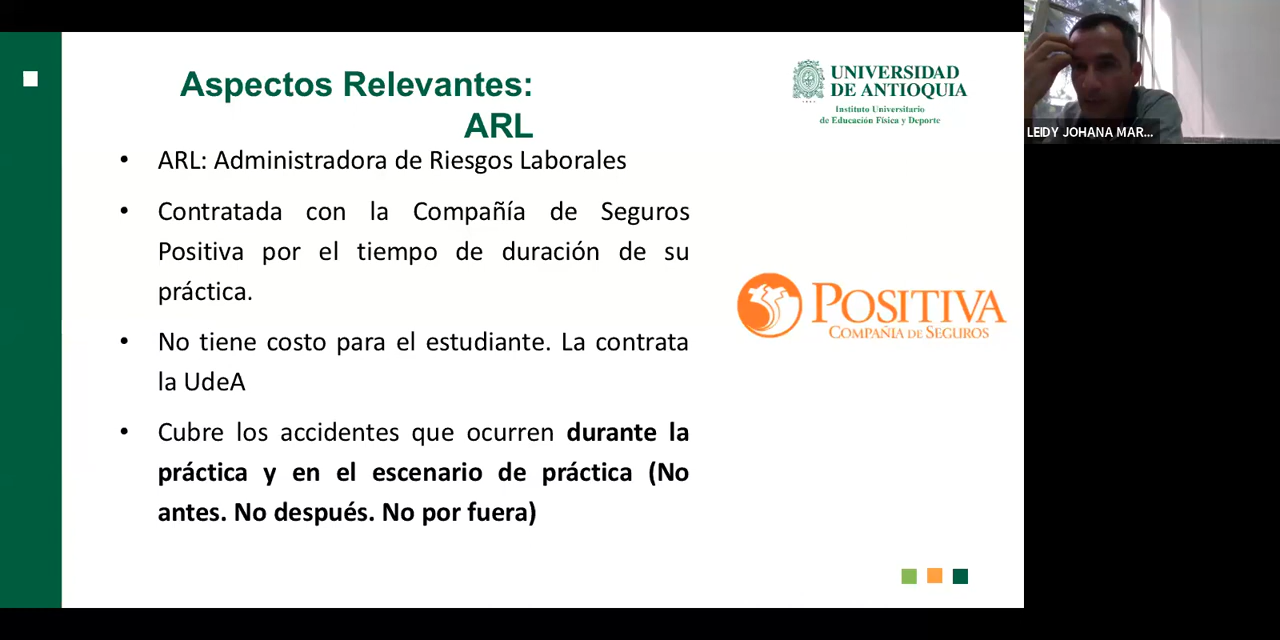 Aspectos Relevantes:
ARL
UNIVERSIDAD
DE ANTIOQUIA
Instituto Universitario
de Educación Física y Deporte
• ARL: Administradora de Riesgos Laborales
• Contratada con la Compañía de Seguros
Positiva por el tiempo de duración de su
práctica.
• No tiene costo para el estudiante. La contrata
la UdeA
• Cubre los accidentes que ocurren durante la
práctica y en el escenario de práctica (No
antes. No después. No por fuera)
POSITIVA
COMPAÑIA DE SEGUROS
LEIDY JOHANA MAR...